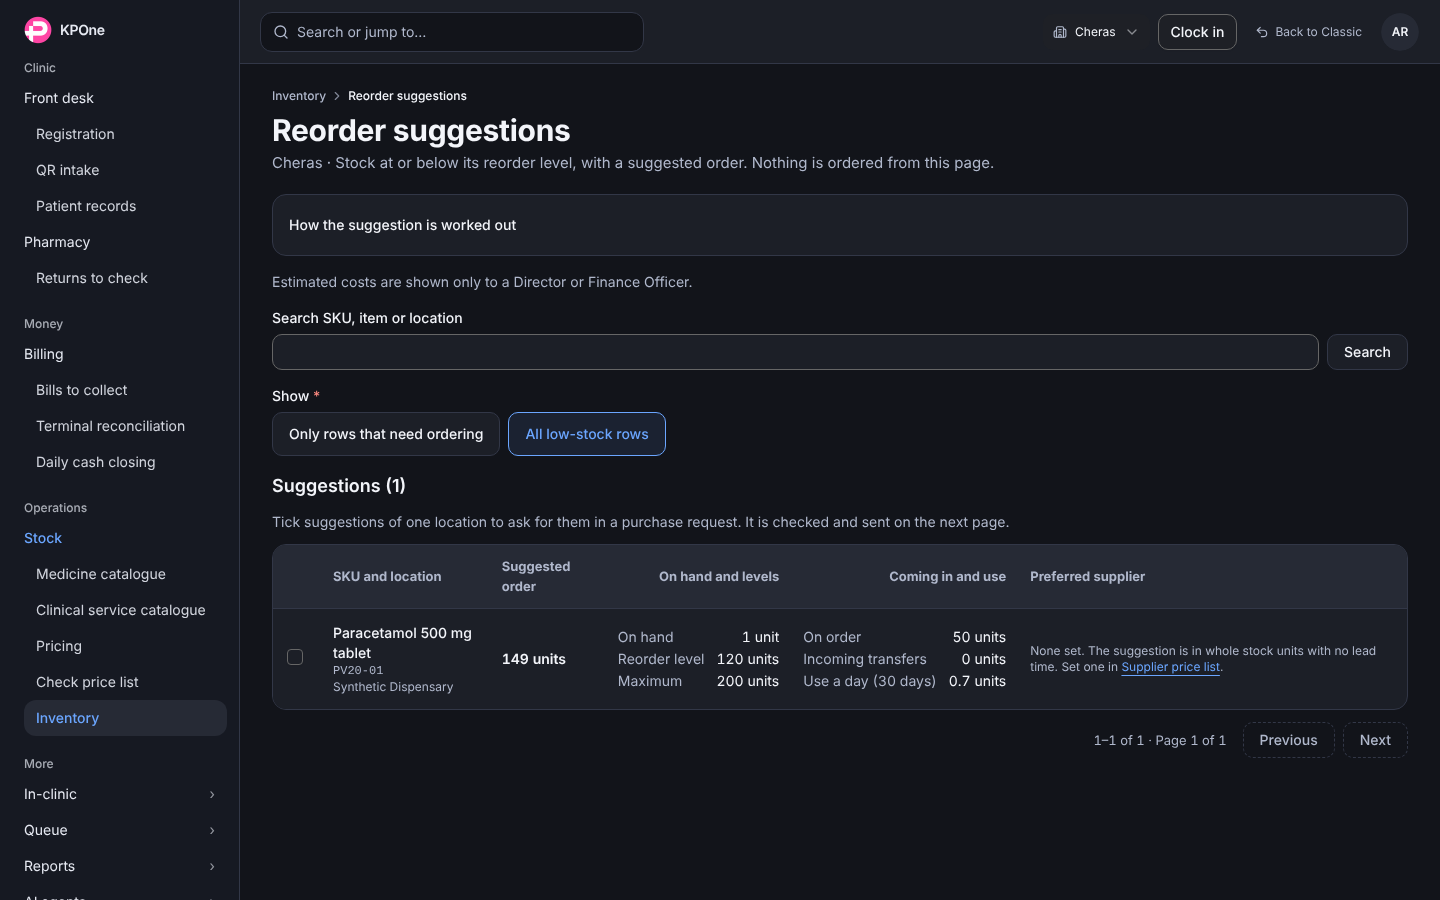 KPOne
Search or jump to...
Cheras
Clock in
Back to Classic
AR
Clinic
Front desk
Registration
QR intake
Patient records
Pharmacy
Returns to check
Money
Billing
Bills to collect
Terminal reconciliation
Daily cash closing
Operations
Stock
Medicine catalogue
Clinical service catalogue
Pricing
Check price list
Inventory
More
In-clinic
Queue
Reports
Inventory > Reorder suggestions
Reorder suggestions
Cheras · Stock at or below its reorder level, with a suggested order. Nothing is ordered from this page.
How the suggestion is worked out
Estimated costs are shown only to a Director or Finance Officer.
Search SKU, item or location
Search
Show *
Only rows that need ordering
All low-stock rows
Suggestions (1)
Tick suggestions of one location to ask for them in a purchase request. It is checked and sent on the next page.
SKU and location
Suggested order
On hand and levels
Coming in and use
Preferred supplier
Paracetamol 500 mg
tablet
PV20-01
Synthetic Dispensary
149 units
On hand 1 unit
Reorder level 120 units
Maximum 200 units
On order 50 units
Incoming transfers 0 units
Use a day (30 days) 0.7 units
None set. The suggestion is in whole stock units with no lead
time. Set one in Supplier price list.
1–1 of 1 · Page 1 of 1
Previous
Next